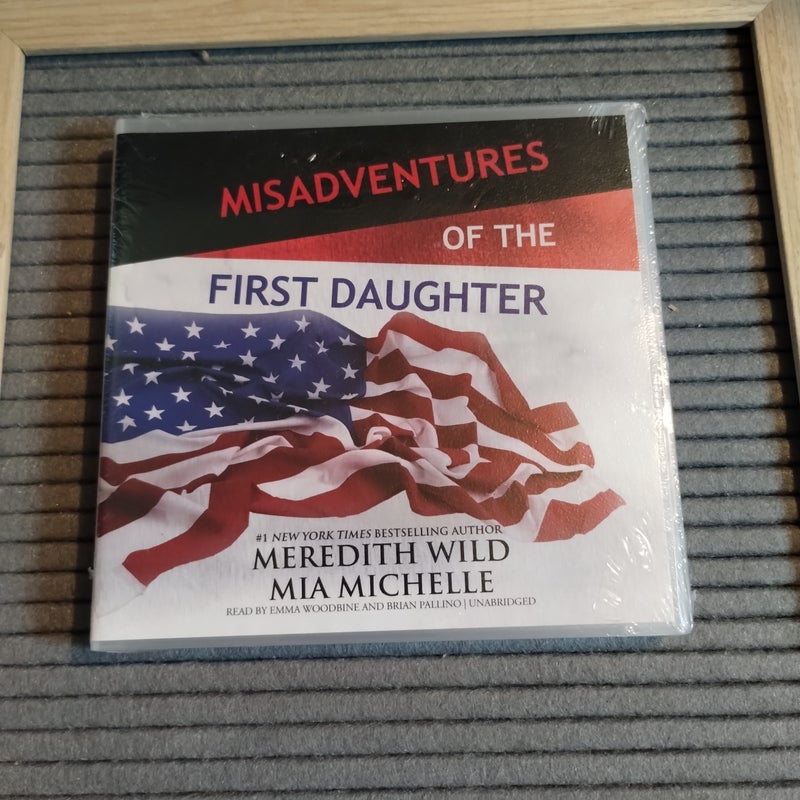 MISADVENTURES
OF THE
FIRST DAUGHTER
#1 NEW YORK TIMES BESTSELLING AUTHOR
MEREDITH WILD
MIA MICHELLE
READ BY EMMA WOODBINE AND BRIAN PALLINO | UNABRIDGED